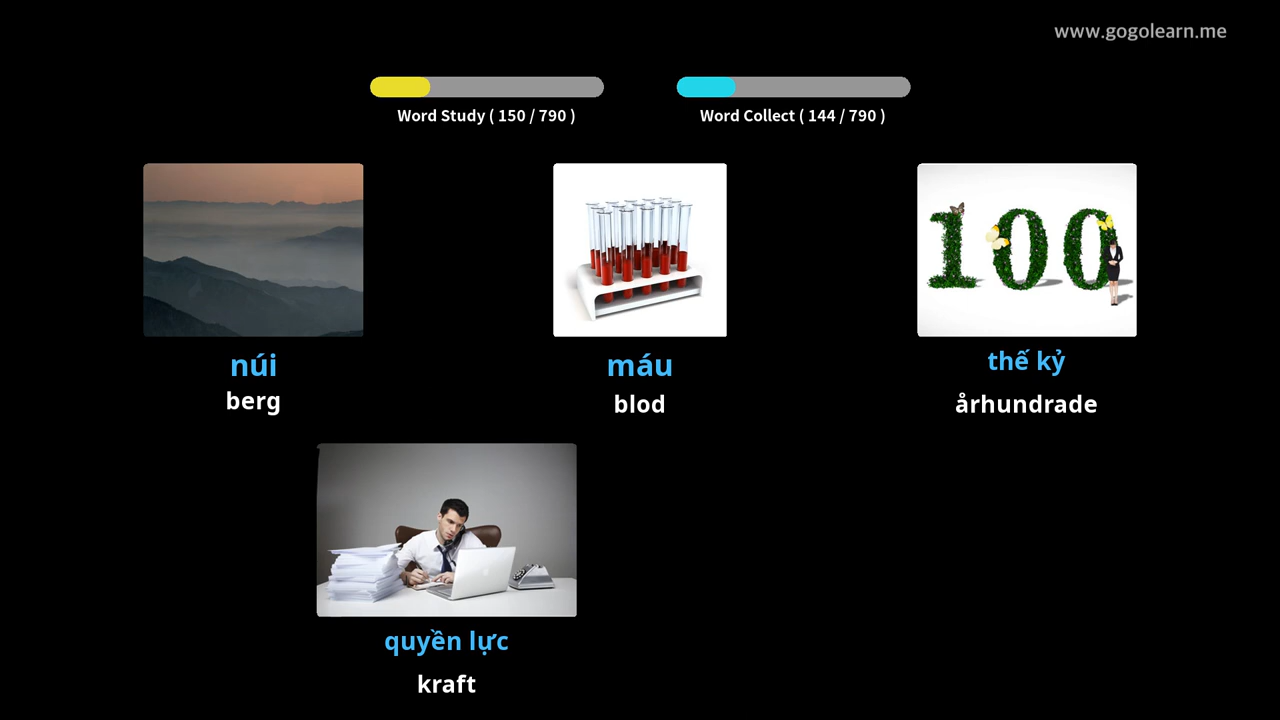 www.gogolearn.me
Word Study ( 150 / 790 )
Word Collect ( 144 / 790 )
100
núi
berg
máu
blod
thế kỷ
århundrade
quyền lực
kraft